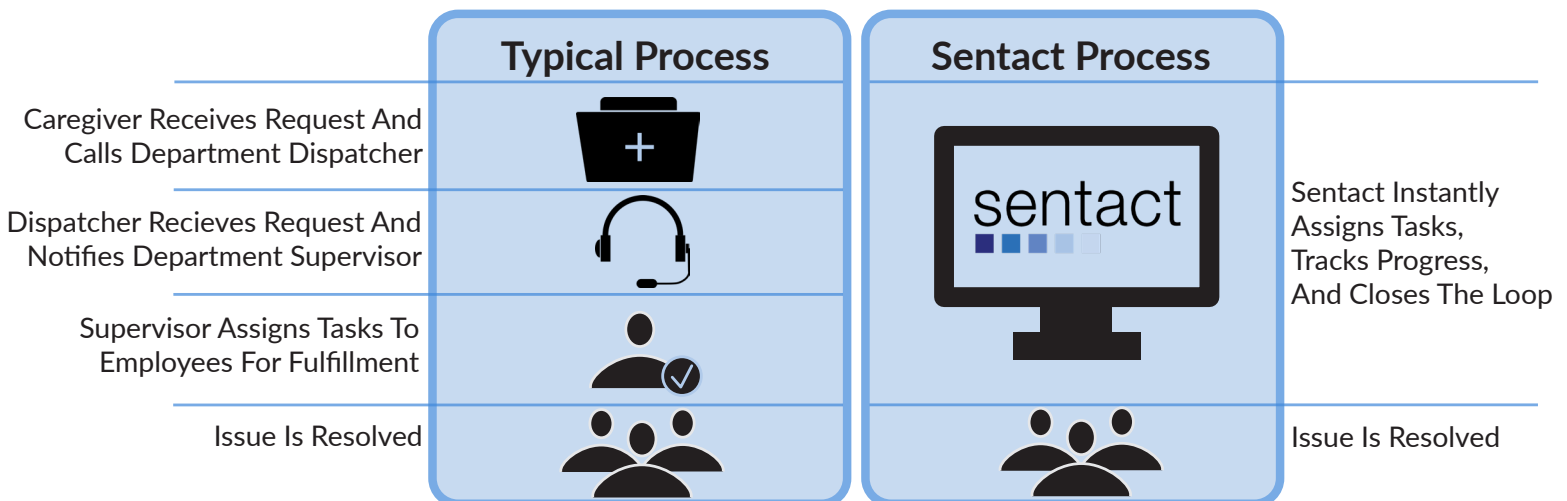 Typical Process
Caregiver Receives Request And
Calls Department Dispatcher
Dispatcher Recieves Request And
Notifies Department Supervisor
Supervisor Assigns Tasks To
Employees For Fulfillment
Issue Is Resolved
Sentact Process
sentact
Sentact Instantly
Assigns Tasks,
Tracks Progress,
And Closes The Loop
Issue Is Resolved